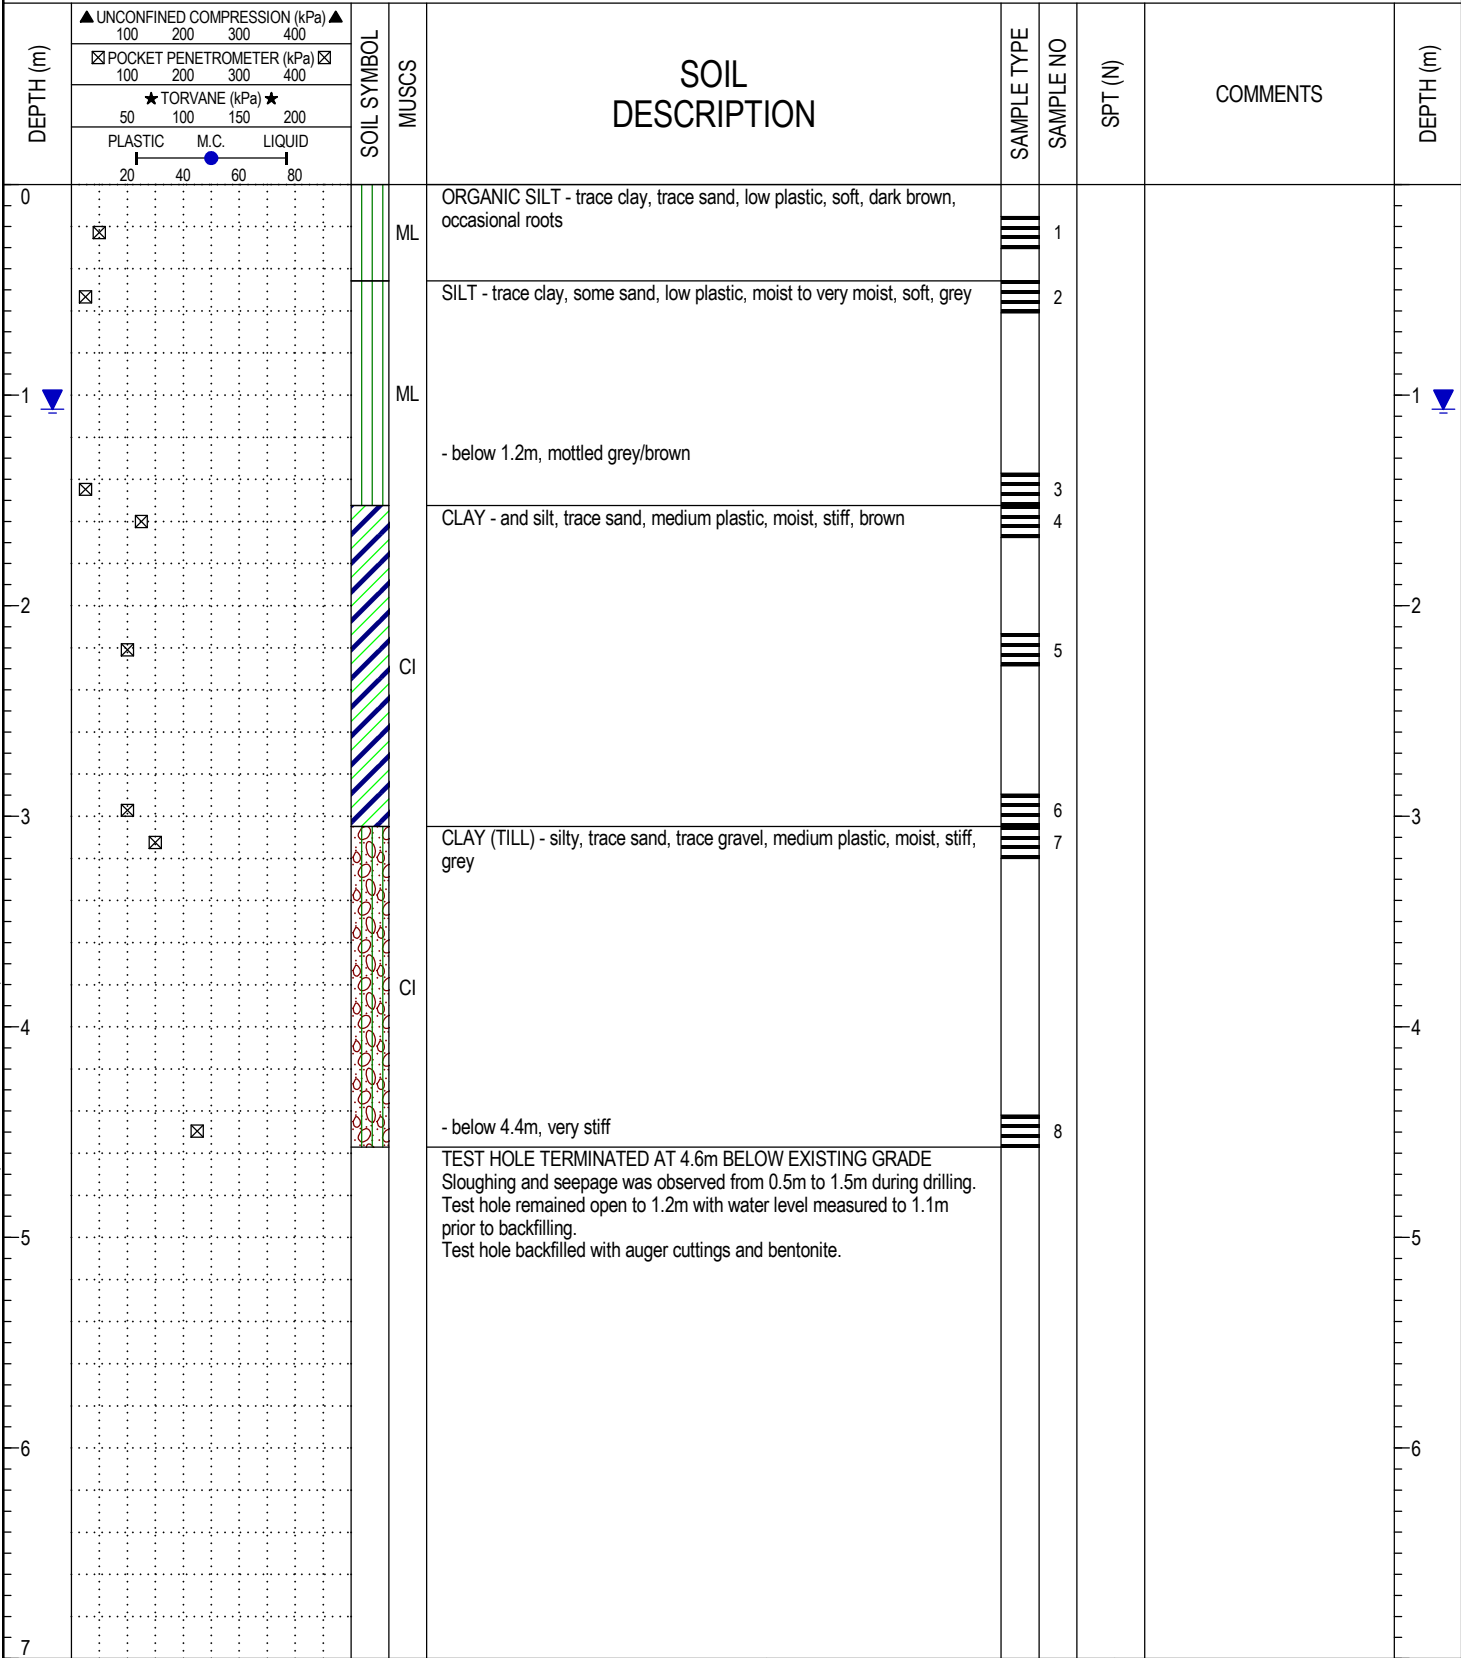 DEPTH (m)
▲ UNCONFINED COMPRESSION (kPa) ▲
100 200 300 400
☒ POCKET PENETROMETER (kPa) ☒
100 200 300 400
★ TORVANE (kPa) ★
50 100 150 200
PLASTIC M.C. LIQUID
20 40 60 80
SOIL SYMBOL
MUSCS
SOIL
DESCRIPTION
SAMPLE TYPE
SAMPLE NO
SPT (N)
COMMENTS
DEPTH (m)
0
ORGANIC SILT - trace clay, trace sand, low plastic, soft, dark brown,
occasional roots
ML
1
SILT - trace clay, some sand, low plastic, moist to very moist, soft, grey
2
1
ML
1
- below 1.2m, mottled grey/brown
3
CLAY - and silt, trace sand, medium plastic, moist, stiff, brown
4
2
2
5
CI
6
3
3
CLAY (TILL) - silty, trace sand, trace gravel, medium plastic, moist, stiff,
grey
7
CI
4
4
- below 4.4m, very stiff
8
TEST HOLE TERMINATED AT 4.6m BELOW EXISTING GRADE
Sloughing and seepage was observed from 0.5m to 1.5m during drilling.
Test hole remained open to 1.2m with water level measured to 1.1m
prior to backfilling.
Test hole backfilled with auger cuttings and bentonite.
5
5
6
6
7